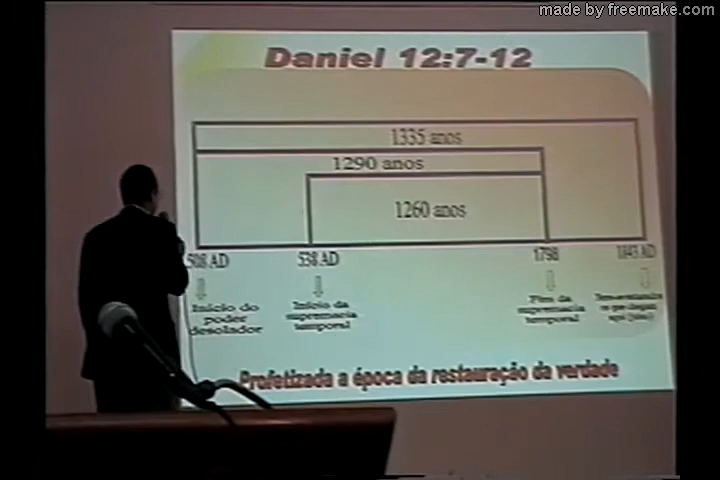 made by freemake.com
Daniel 12:7-12
1335 anos
1290 anos
1260 anos
508 AD
538 AD
1798
1843 AD
Início do
poder
desolador
Início da
supremacia
temporal
Fim da
supremacia
temporal
Profetizada a época da restauração da verdade